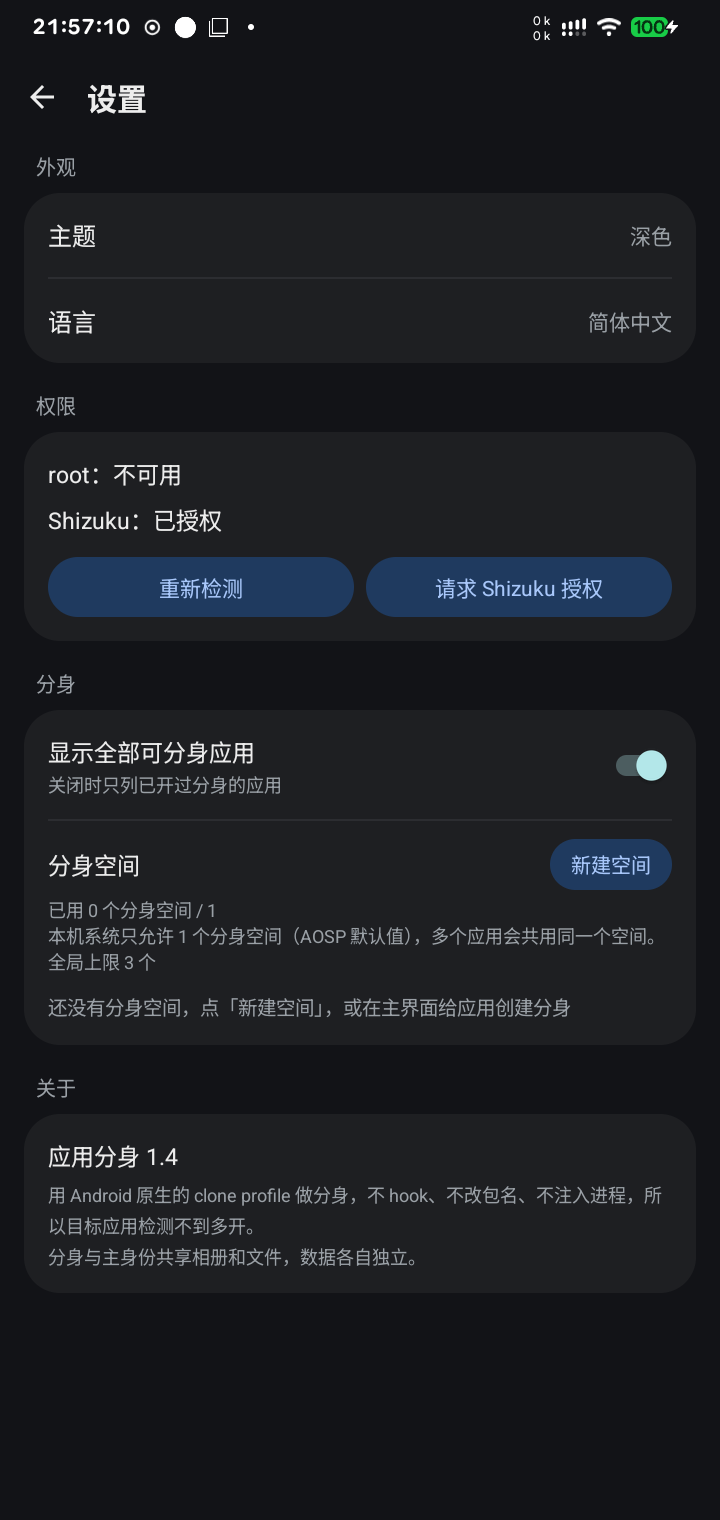 21:57:10
0 k
0 k
100
设置
外观
主题
深色
语言
简体中文
权限
root：不可用
Shizuku：已授权
重新检测
请求 Shizuku 授权
分身
显示全部可分身应用
关闭时只列已开过分身的应用
分身空间
新建空间
已用 0 个分身空间 / 1
本机系统只允许 1 个分身空间（AOSP 默认值），多个应用会共用同一个空间。
全局上限 3 个
还没有分身空间，点「新建空间」，或在主界面给应用创建分身
关于
应用分身 1.4
用 Android 原生的 clone profile 做分身，不 hook、不改包名、不注入进程，所
以目标应用检测不到多开。
分身与主身份共享相册和文件，数据各自独立。